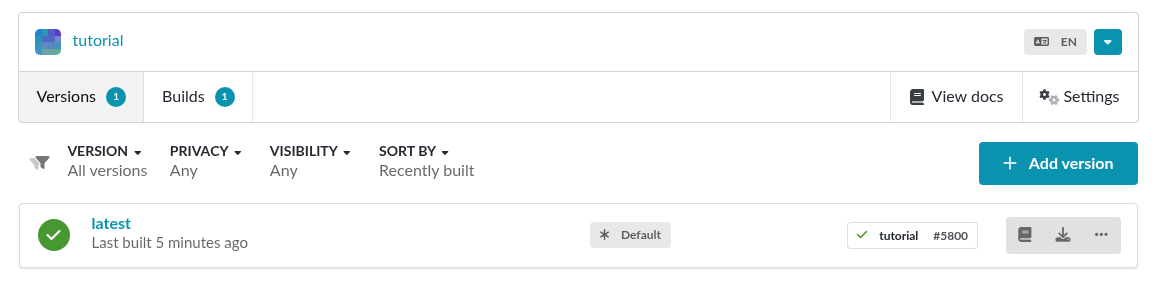 tutorial
EN
Versions 1 Builds 1 View docs Settings
VERSION PRIVACY VISIBILITY SORT BY
All versions Any Any Recently built
Add version
latest
Last built 5 minutes ago
Default
tutorial #5800